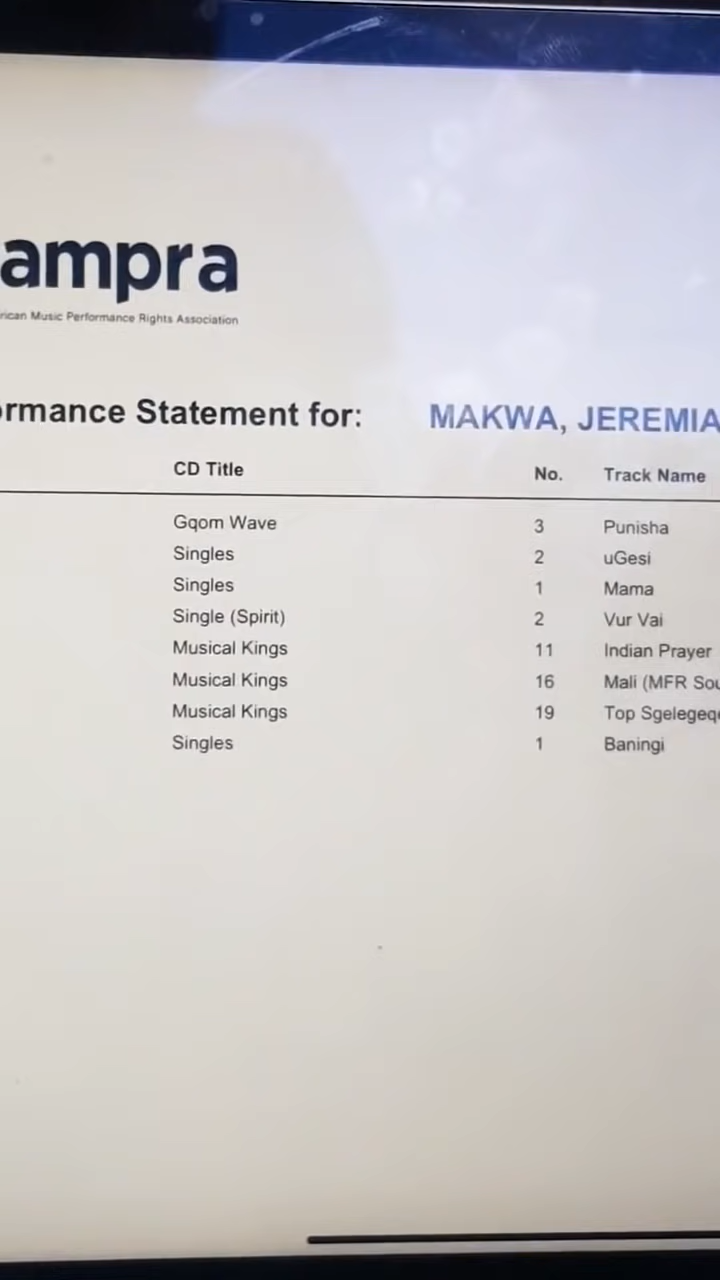 ampra
rican Music Performance Rights Association
ormance Statement for: MAKWA, JEREMIA
CD Title No. Track Name
Gqom Wave 3 Punisha
Singles 2 uGesi
Singles 1 Mama
Single (Spirit) 2 Vur Vai
Musical Kings 11 Indian Prayer
Musical Kings 16 Mali (MFR Sou
Musical Kings 19 Top Sgelegeqe
Singles 1 Baningi